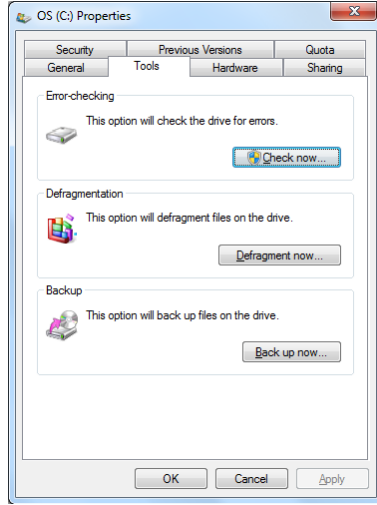 OS (C:) Properties
Security Previous Versions Quota
General Tools Hardware Sharing
Error-checking
This option will check the drive for errors.
Check now...
Defragmentation
This option will defragment files on the drive.
Defragment now...
Backup
This option will back up files on the drive.
Back up now...
OK Cancel Apply